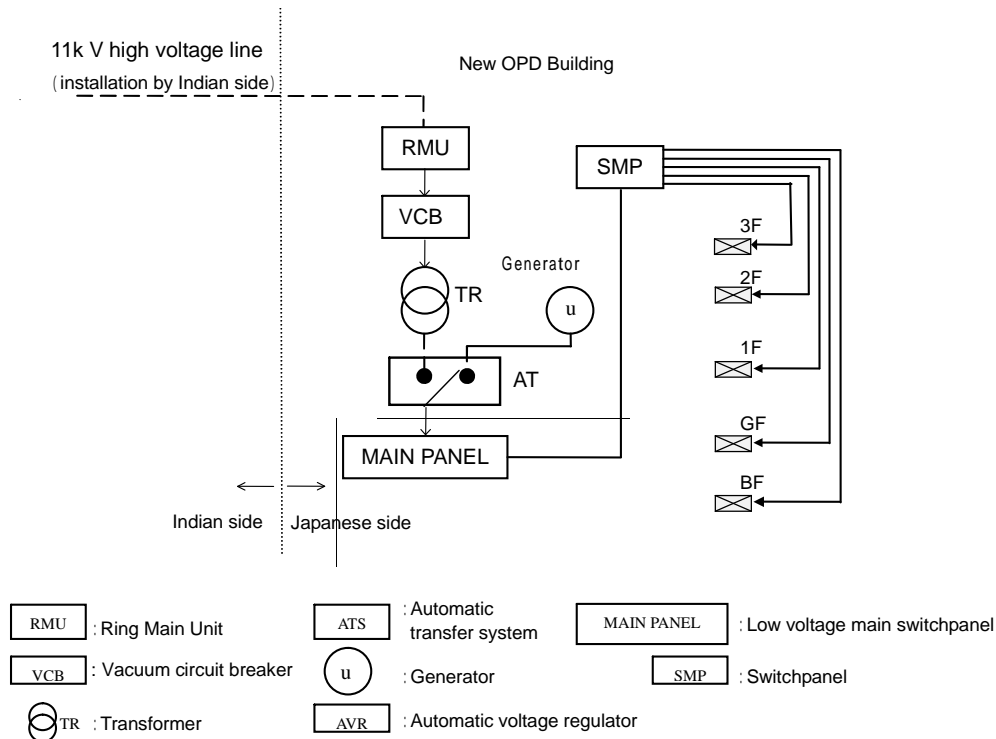 11k V high voltage line
(installation by Indian side)
New OPD Building
RMU
SMP
VCB
3F
Generator
2F
TR
u
1F
AT
GF
MAIN PANEL
BF
Indian side
Japanese side
RMU : Ring Main Unit
ATS : Automatic
transfer system
MAIN PANEL : Low voltage main switchpanel
VCB : Vacuum circuit breaker
u : Generator
SMP : Switchpanel
TR : Transformer
AVR : Automatic voltage regulator